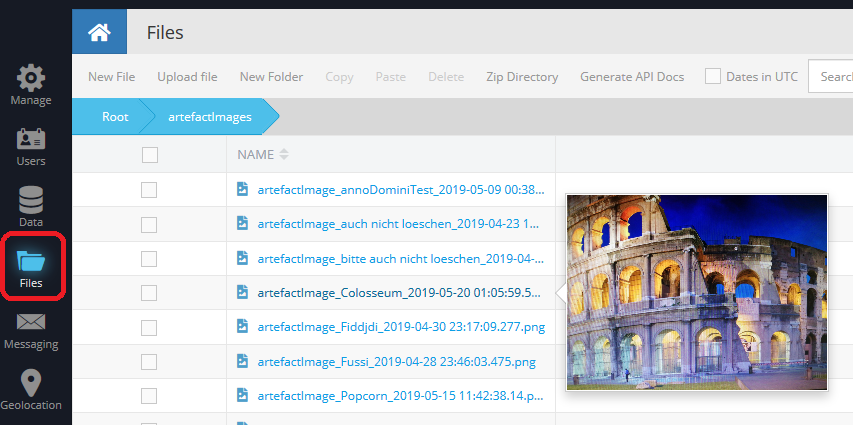 Files
New File Upload file New Folder Copy Paste Delete Zip Directory Generate API Docs Dates in UTC Search
Root artefactImages
NAME
artefactImage_annoDominiTest_2019-05-09 00:38...
artefactImage_auch nicht loeschen_2019-04-23 1...
artefactImage_bitte auch nicht loeschen_2019-04-...
artefactImage_Colosseum_2019-05-20 01:05:59.5...
artefactImage_Fiddjdi_2019-04-30 23:17:09.277.png
artefactImage_Fussi_2019-04-28 23:46:03.475.png
artefactImage_Popcorn_2019-05-15 11:42:38.14.p...
Manage
Users
Data
Files
Messaging
Geolocation